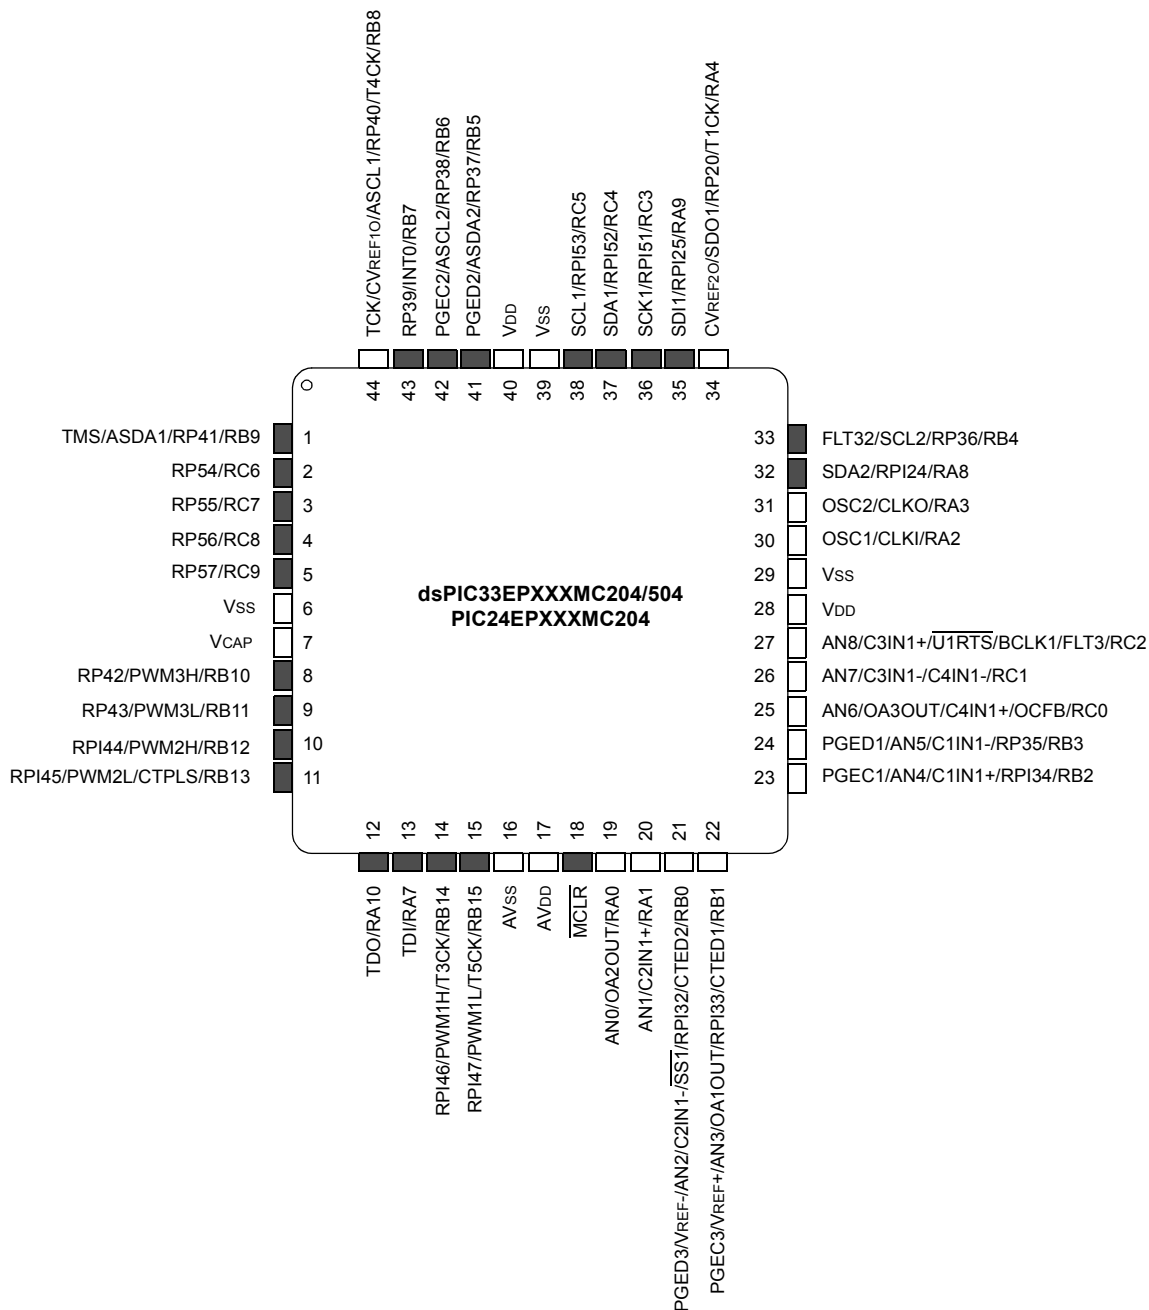 TCK/CVREF1O/ASCL1/RP40/T4CK/RB8
RP39/INT0/RB7
PGEC2/ASCL2/RP38/RB6
PGED2/ASDA2/RP37/RB5
VDD
VSS
SCL1/RPI53/RC5
SDA1/RPI52/RC4
SCK1/RPI51/RC3
SDI1/RPI25/RA9
CVREF2O/SDO1/RP20/T1CK/RA4
44 43 42 41 40 39 38 37 36 35 34
TMS/ASDA1/RP41/RB9 1
RP54/RC6 2
RP55/RC7 3
RP56/RC8 4
RP57/RC9 5
VSS 6
VCAP 7
RP42/PWM3H/RB10 8
RP43/PWM3L/RB11 9
RPI44/PWM2H/RB12 10
RPI45/PWM2L/CTPLS/RB13 11
dsPIC33EPXXXMC204/504
PIC24EPXXXMC204
33 FLT32/SCL2/RP36/RB4
32 SDA2/RPI24/RA8
31 OSC2/CLKO/RA3
30 OSC1/CLKI/RA2
29 VSS
28 VDD
27 AN8/C3IN1+/U1RTS/BCLK1/FLT3/RC2
26 AN7/C3IN1-/C4IN1-/RC1
25 AN6/OA3OUT/C4IN1+/OCFB/RC0
24 PGED1/AN5/C1IN1-/RP35/RB3
23 PGEC1/AN4/C1IN1+/RPI34/RB2
12 13 14 15 16 17 18 19 20 21 22
TDO/RA10
TDI/RA7
RPI46/PWM1H/T3CK/RB14
RPI47/PWM1L/T5CK/RB15
AVSS
AVDD
MCLR
AN0/OA2OUT/RA0
AN1/C2IN1+/RA1
PGED3/VREF-/AN2/C2IN1-/SS1/RPI32/CTED2/RB0
PGEC3/VREF+/AN3/OA1OUT/RPI33/CTED1/RB1